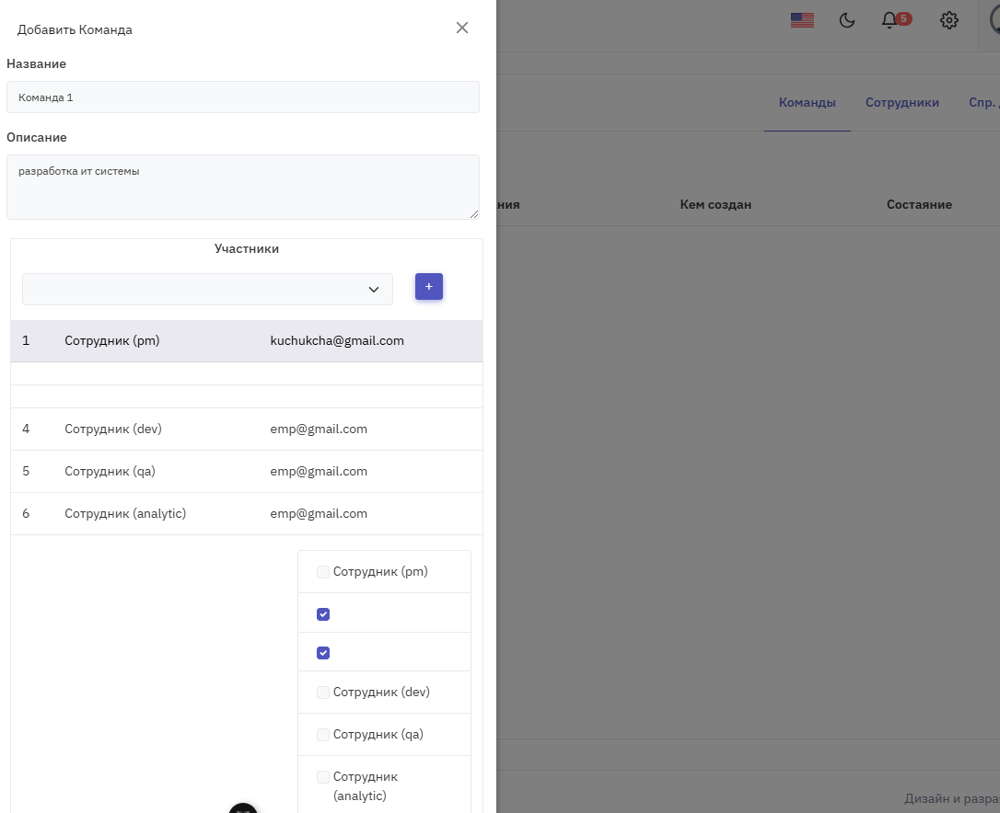 Добавить Команда
5
Название
Команда 1
Команды
Сотрудники
Спр.
Описание
разработка ит системы
ния
Кем создан
Состаяние
Участники
+
1 Сотрудник (pm) kuchukcha@gmail.com
4 Сотрудник (dev) emp@gmail.com
5 Сотрудник (qa) emp@gmail.com
6 Сотрудник (analytic) emp@gmail.com
Сотрудник (pm)
Сотрудник (dev)
Сотрудник (qa)
Сотрудник
(analytic)
Дизайн и разра